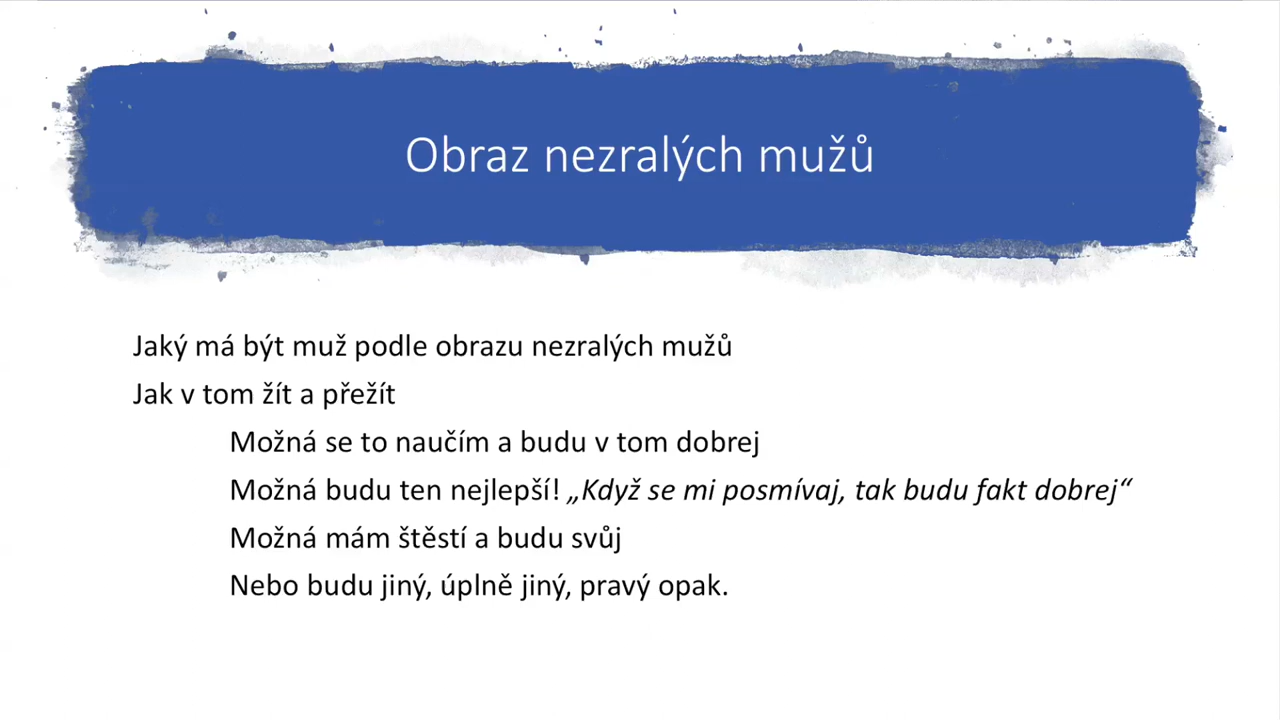 Obraz nezralých mužů
Jaký má být muž podle obrazu nezralých mužů
Jak v tom žít a přežít
Možná se to naučím a budu v tom dobrej
Možná budu ten nejlepší! „Když se mi posmívaj, tak budu fakt dobrej“
Možná mám štěstí a budu svůj
Nebo budu jiný, úplně jiný, pravý opak.